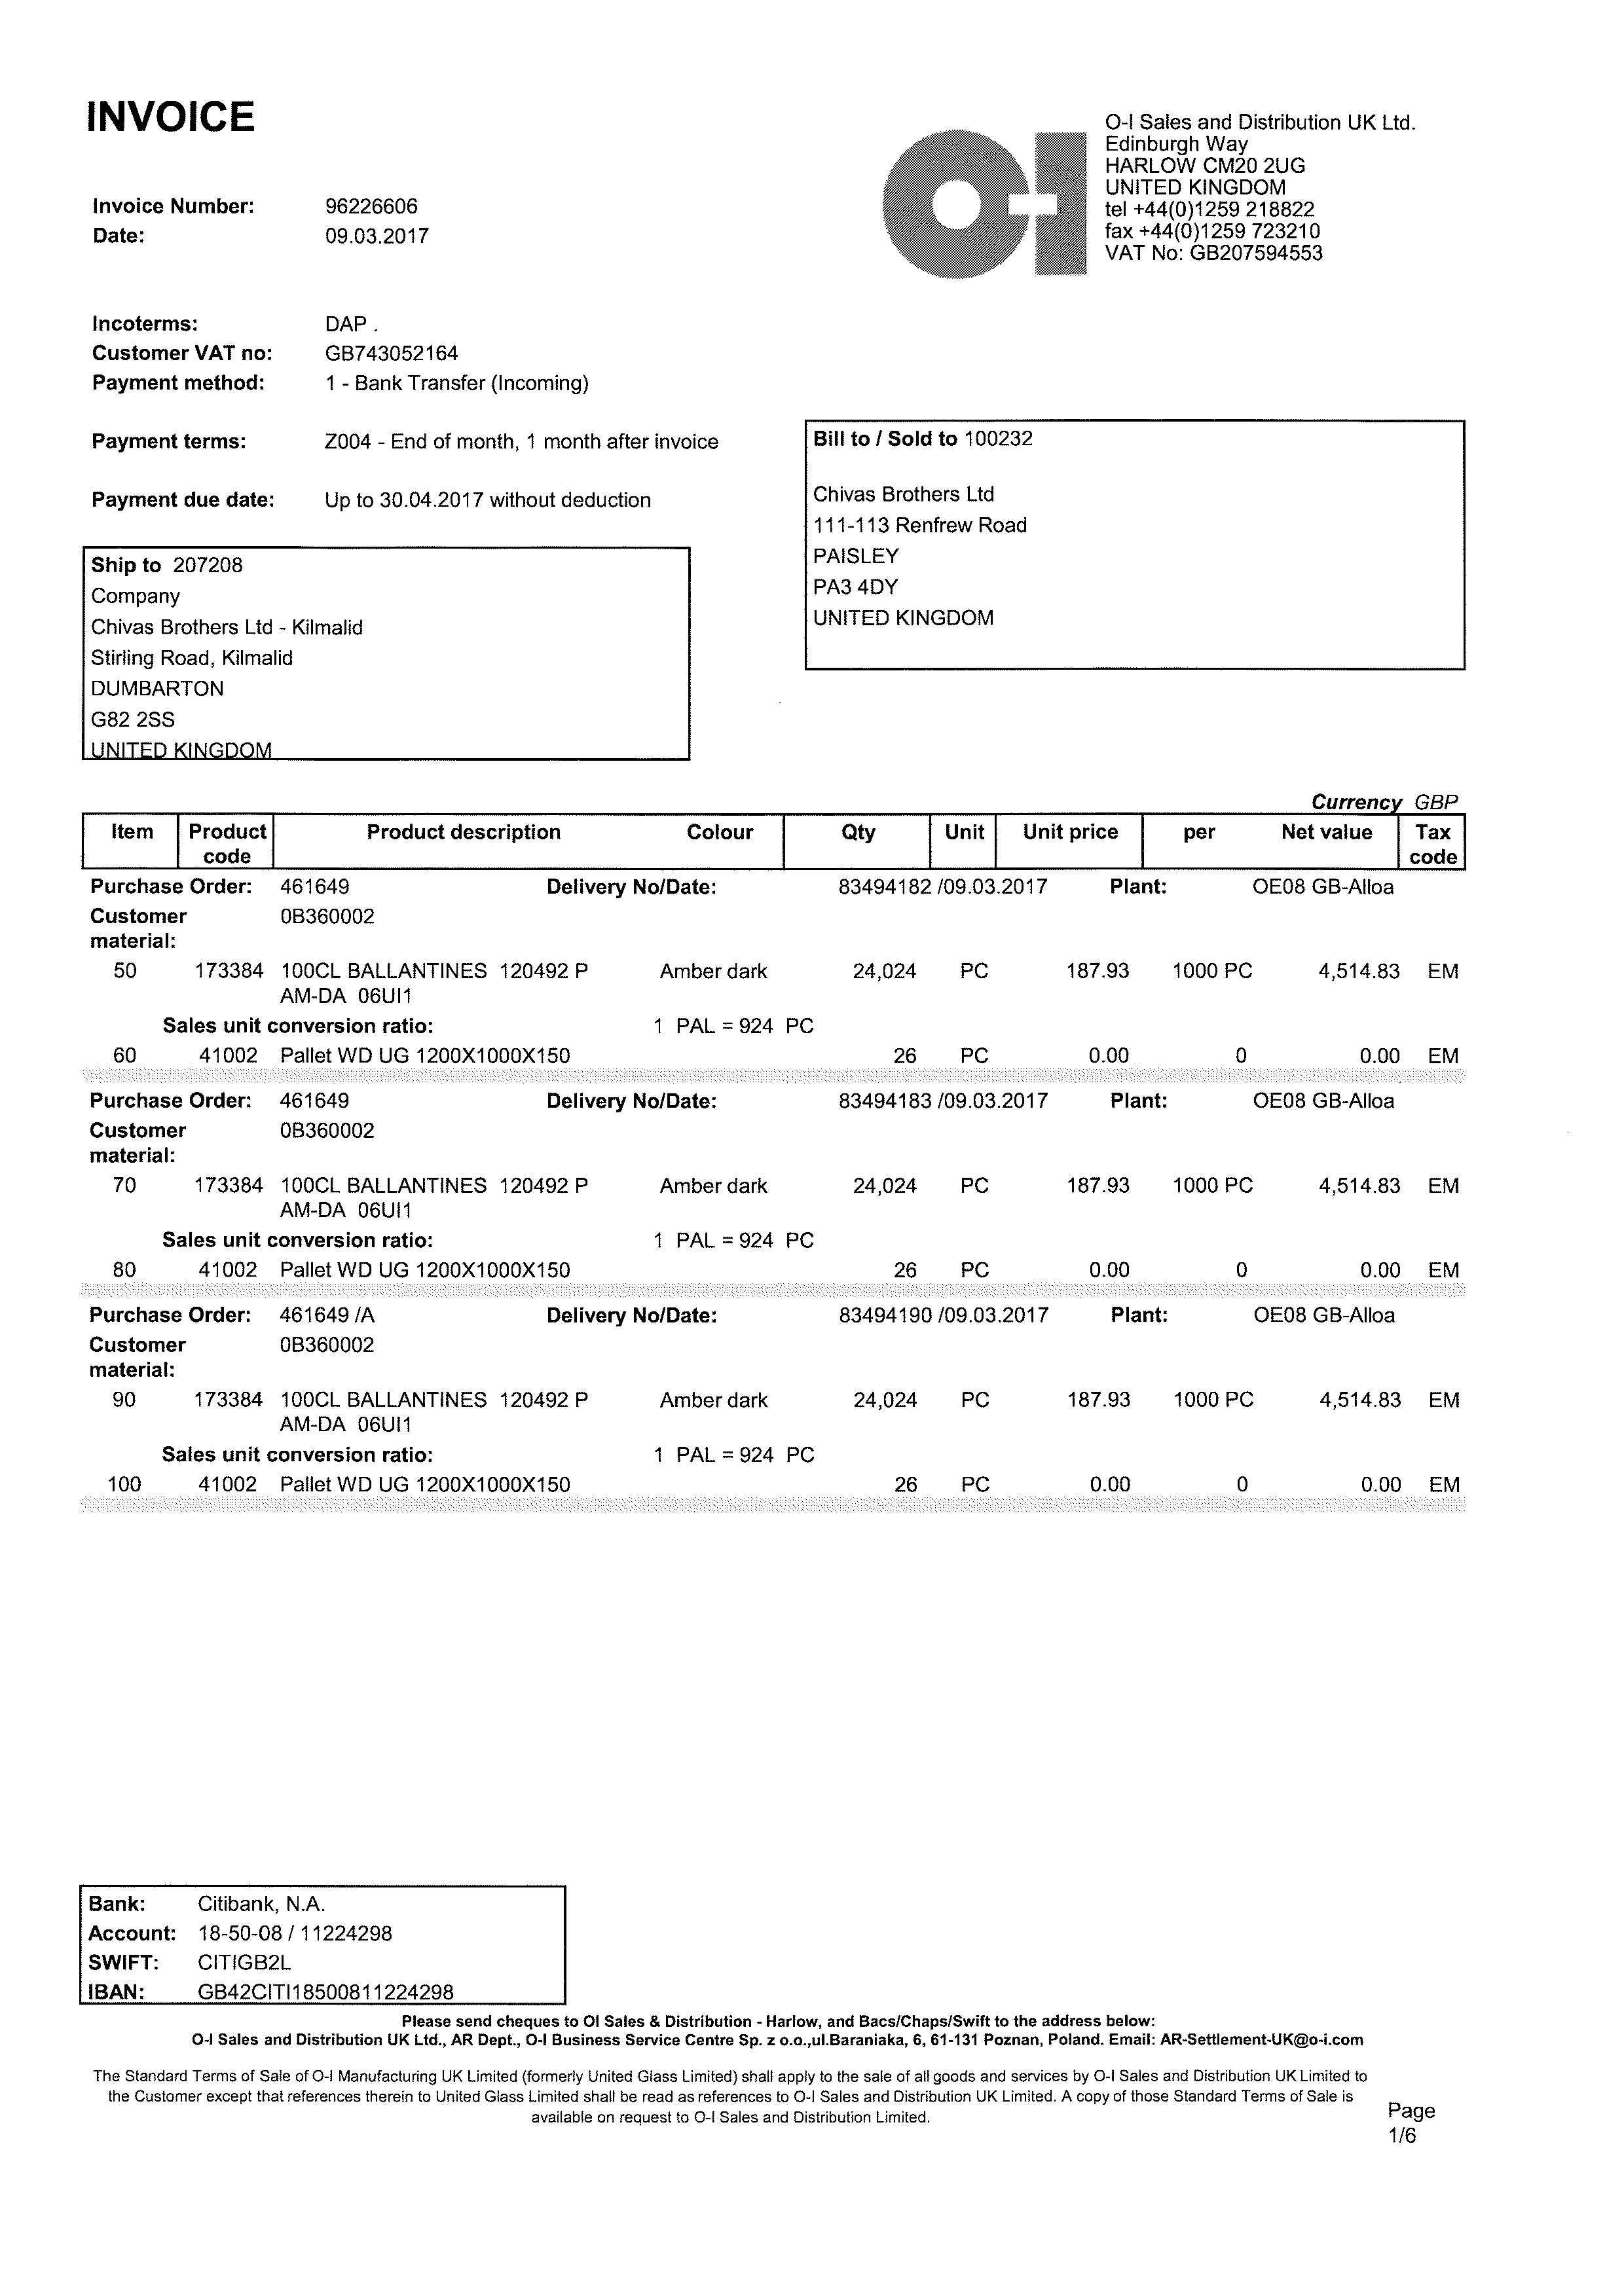 INVOICE
O-I Sales and Distribution UK Ltd.
Edinburgh Way
HARLOW CM20 2UG
UNITED KINGDOM
tel +44(0)1259 218822
fax +44(0)1259 723210
VAT No: GB207594553
Invoice Number: 96226606
Date: 09.03.2017
Incoterms: DAP .
Customer VAT no: GB743052164
Payment method: 1 - Bank Transfer (Incoming)
Payment terms: Z004 - End of month, 1 month after invoice
Payment due date: Up to 30.04.2017 without deduction
Bill to / Sold to 100232
Chivas Brothers Ltd
111-113 Renfrew Road
PAISLEY
PA3 4DY
UNITED KINGDOM
Ship to 207208
Company
Chivas Brothers Ltd - Kilmalid
Stirling Road, Kilmalid
DUMBARTON
G82 2SS
UNITED KINGDOM
Currency GBP
Item Product code Product description Colour Qty Unit Unit price per Net value Tax code
Purchase Order: 461649 Delivery No/Date: 83494182 /09.03.2017 Plant: OE08 GB-Alloa
Customer 0B360002
material:
50 173384 100CL BALLANTINES 120492 P Amber dark 24,024 PC 187.93 1000 PC 4,514.83 EM
AM-DA 06UI1
Sales unit conversion ratio: 1 PAL = 924 PC
60 41002 Pallet WD UG 1200X1000X150 26 PC 0.00 0 0.00 EM
Purchase Order: 461649 Delivery No/Date: 83494183 /09.03.2017 Plant: OE08 GB-Alloa
Customer 0B360002
material:
70 173384 100CL BALLANTINES 120492 P Amber dark 24,024 PC 187.93 1000 PC 4,514.83 EM
AM-DA 06UI1
Sales unit conversion ratio: 1 PAL = 924 PC
80 41002 Pallet WD UG 1200X1000X150 26 PC 0.00 0 0.00 EM
Purchase Order: 461649 /A Delivery No/Date: 83494190 /09.03.2017 Plant: OE08 GB-Alloa
Customer 0B360002
material:
90 173384 100CL BALLANTINES 120492 P Amber dark 24,024 PC 187.93 1000 PC 4,514.83 EM
AM-DA 06UI1
Sales unit conversion ratio: 1 PAL = 924 PC
100 41002 Pallet WD UG 1200X1000X150 26 PC 0.00 0 0.00 EM
Bank: Citibank, N.A.
Account: 18-50-08 / 11224298
SWIFT: CITIGB2L
IBAN: GB42CITI18500811224298
Please send cheques to OI Sales & Distribution - Harlow, and Bacs/Chaps/Swift to the address below:
O-I Sales and Distribution UK Ltd., AR Dept., O-I Business Service Centre Sp. z o.o.,ul.Baraniaka, 6, 61-131 Poznan, Poland. Email: AR-Settlement-UK@o-i.com
The Standard Terms of Sale of O-I Manufacturing UK Limited (formerly United Glass Limited) shall apply to the sale of all goods and services by O-I Sales and Distribution UK Limited to
the Customer except that references therein to United Glass Limited shall be read as references to O-I Sales and Distribution UK Limited. A copy of those Standard Terms of Sale is
available on request to O-I Sales and Distribution Limited.
Page
1/6